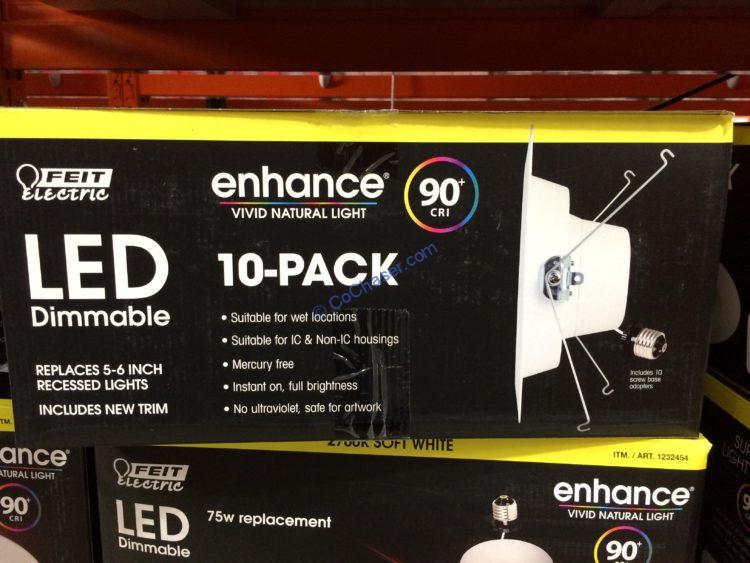 FEIT
ELECTRIC
enhance®
VIVID NATURAL LIGHT
90+
CRI
LED
Dimmable
10-PACK
© CoChaser.com
• Suitable for wet locations
• Suitable for IC & Non-IC housings
• Mercury free
• Instant on, full brightness
• No ultraviolet, safe for artwork
REPLACES 5-6 INCH
RECESSED LIGHTS
INCLUDES NEW TRIM
Includes 10
screw base
adapters
TM.
2700K SOFT WHITE
ITM. / ART. 1232454
nance®
TURAL LIGHT
90+
CRI
FEIT
ELECTRIC
LED
Dimmable
75w replacement
enhance®
VIVID NATURAL LIGHT
90+